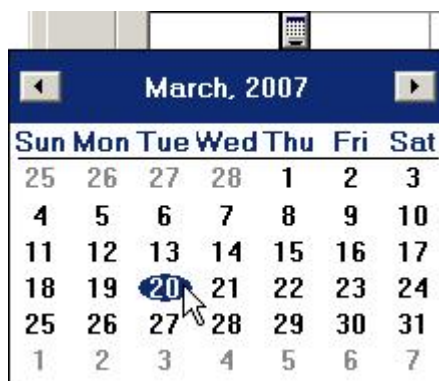 March, 2007
Sun Mon Tue Wed Thu Fri Sat
25 26 27 28 1 2 3
4 5 6 7 8 9 10
11 12 13 14 15 16 17
18 19 20 21 22 23 24
25 26 27 28 29 30 31
1 2 3 4 5 6 7